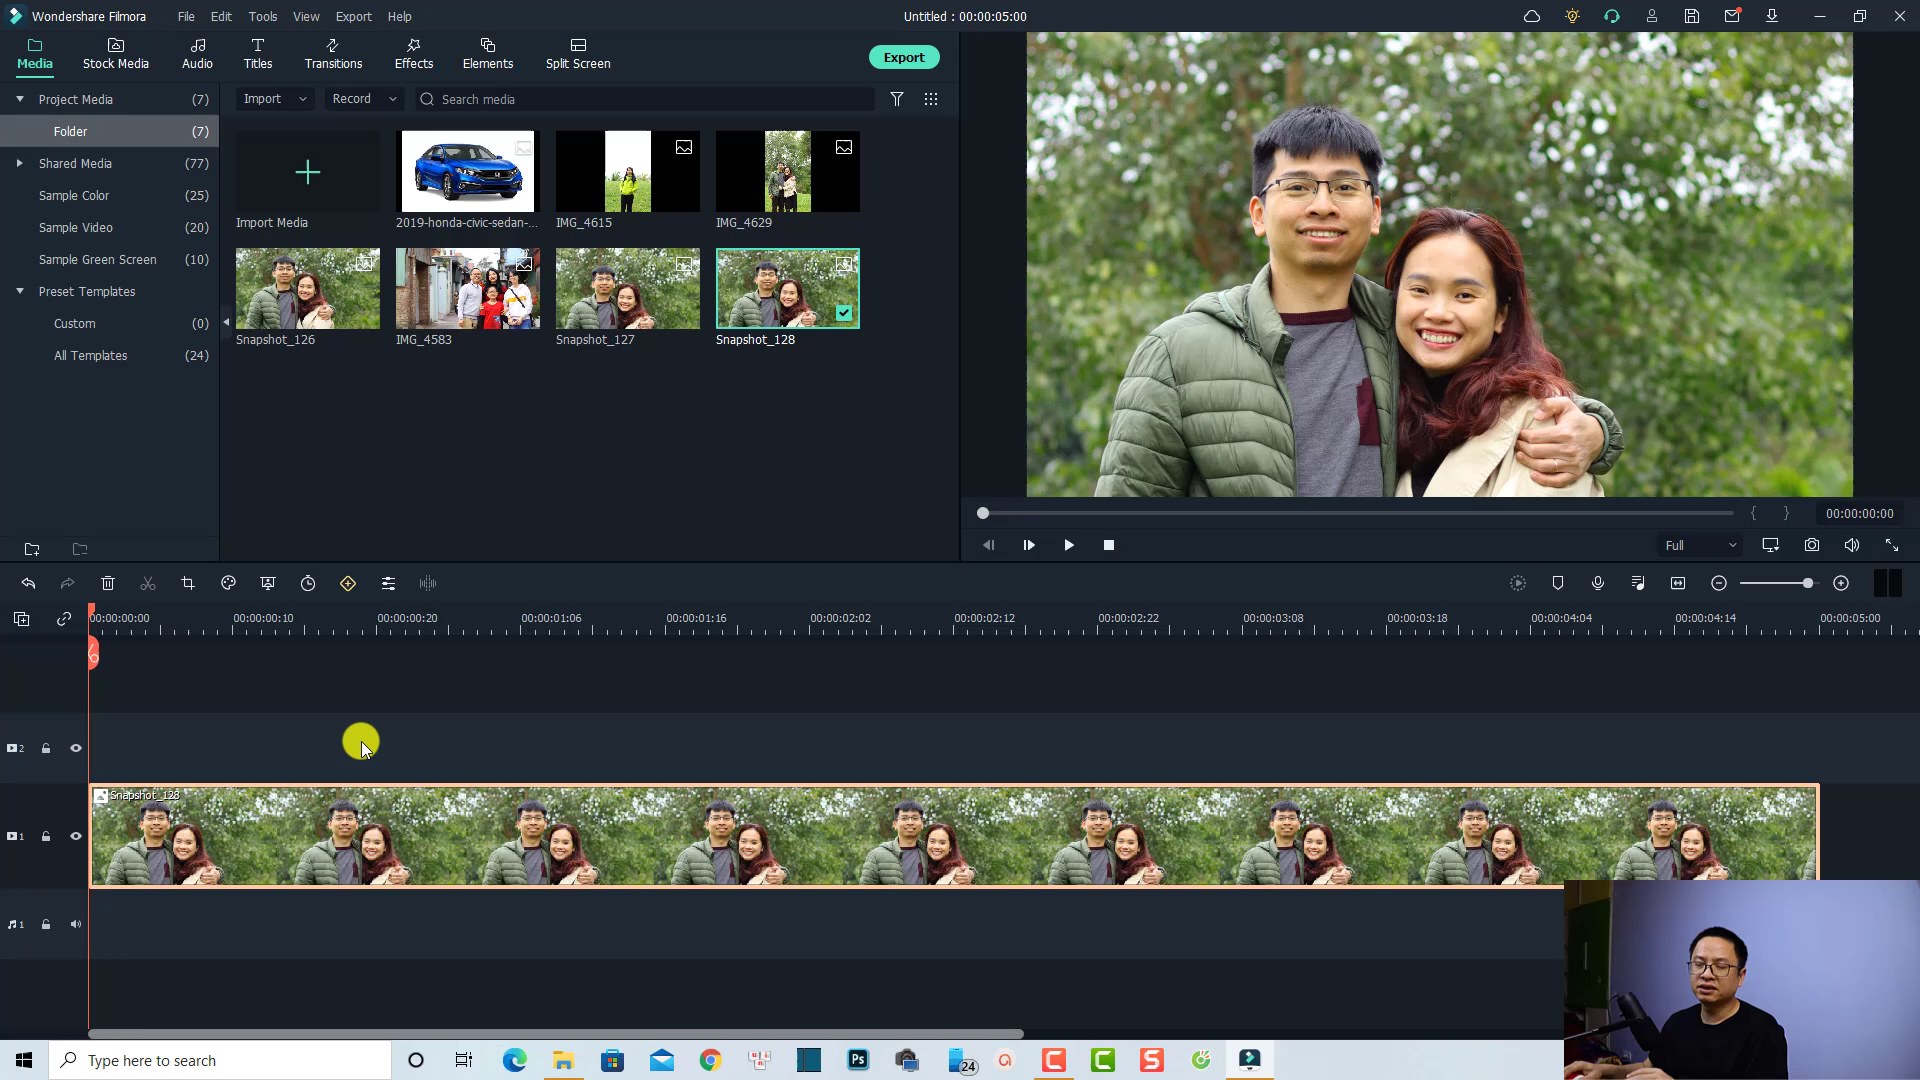 Wondershare Filmora File Edit Tools View Export Help Untitled : 00:00:05:00
Media Stock Media Audio Titles Transitions Effects Elements Split Screen Export
Project Media (7)
Folder (7)
Shared Media (77)
Sample Color (25)
Sample Video (20)
Sample Green Screen (10)
Preset Templates
Custom (0)
All Templates (24)
Import Record Search media
Import Media 2019-honda-civic-sedan-... IMG_4615 IMG_4629
Snapshot_126 IMG_4583 Snapshot_127 Snapshot_128
{ } 00:00:00:00
Full
00:00:00:00 00:00:00:10 00:00:00:20 00:00:01:06 00:00:01:16 00:00:02:02 00:00:02:12 00:00:02:22 00:00:03:08 00:00:03:18 00:00:04:04 00:00:04:14 00:00:05:00
2
Snapshot_128
1
1
Type here to search Ps 24 C C S